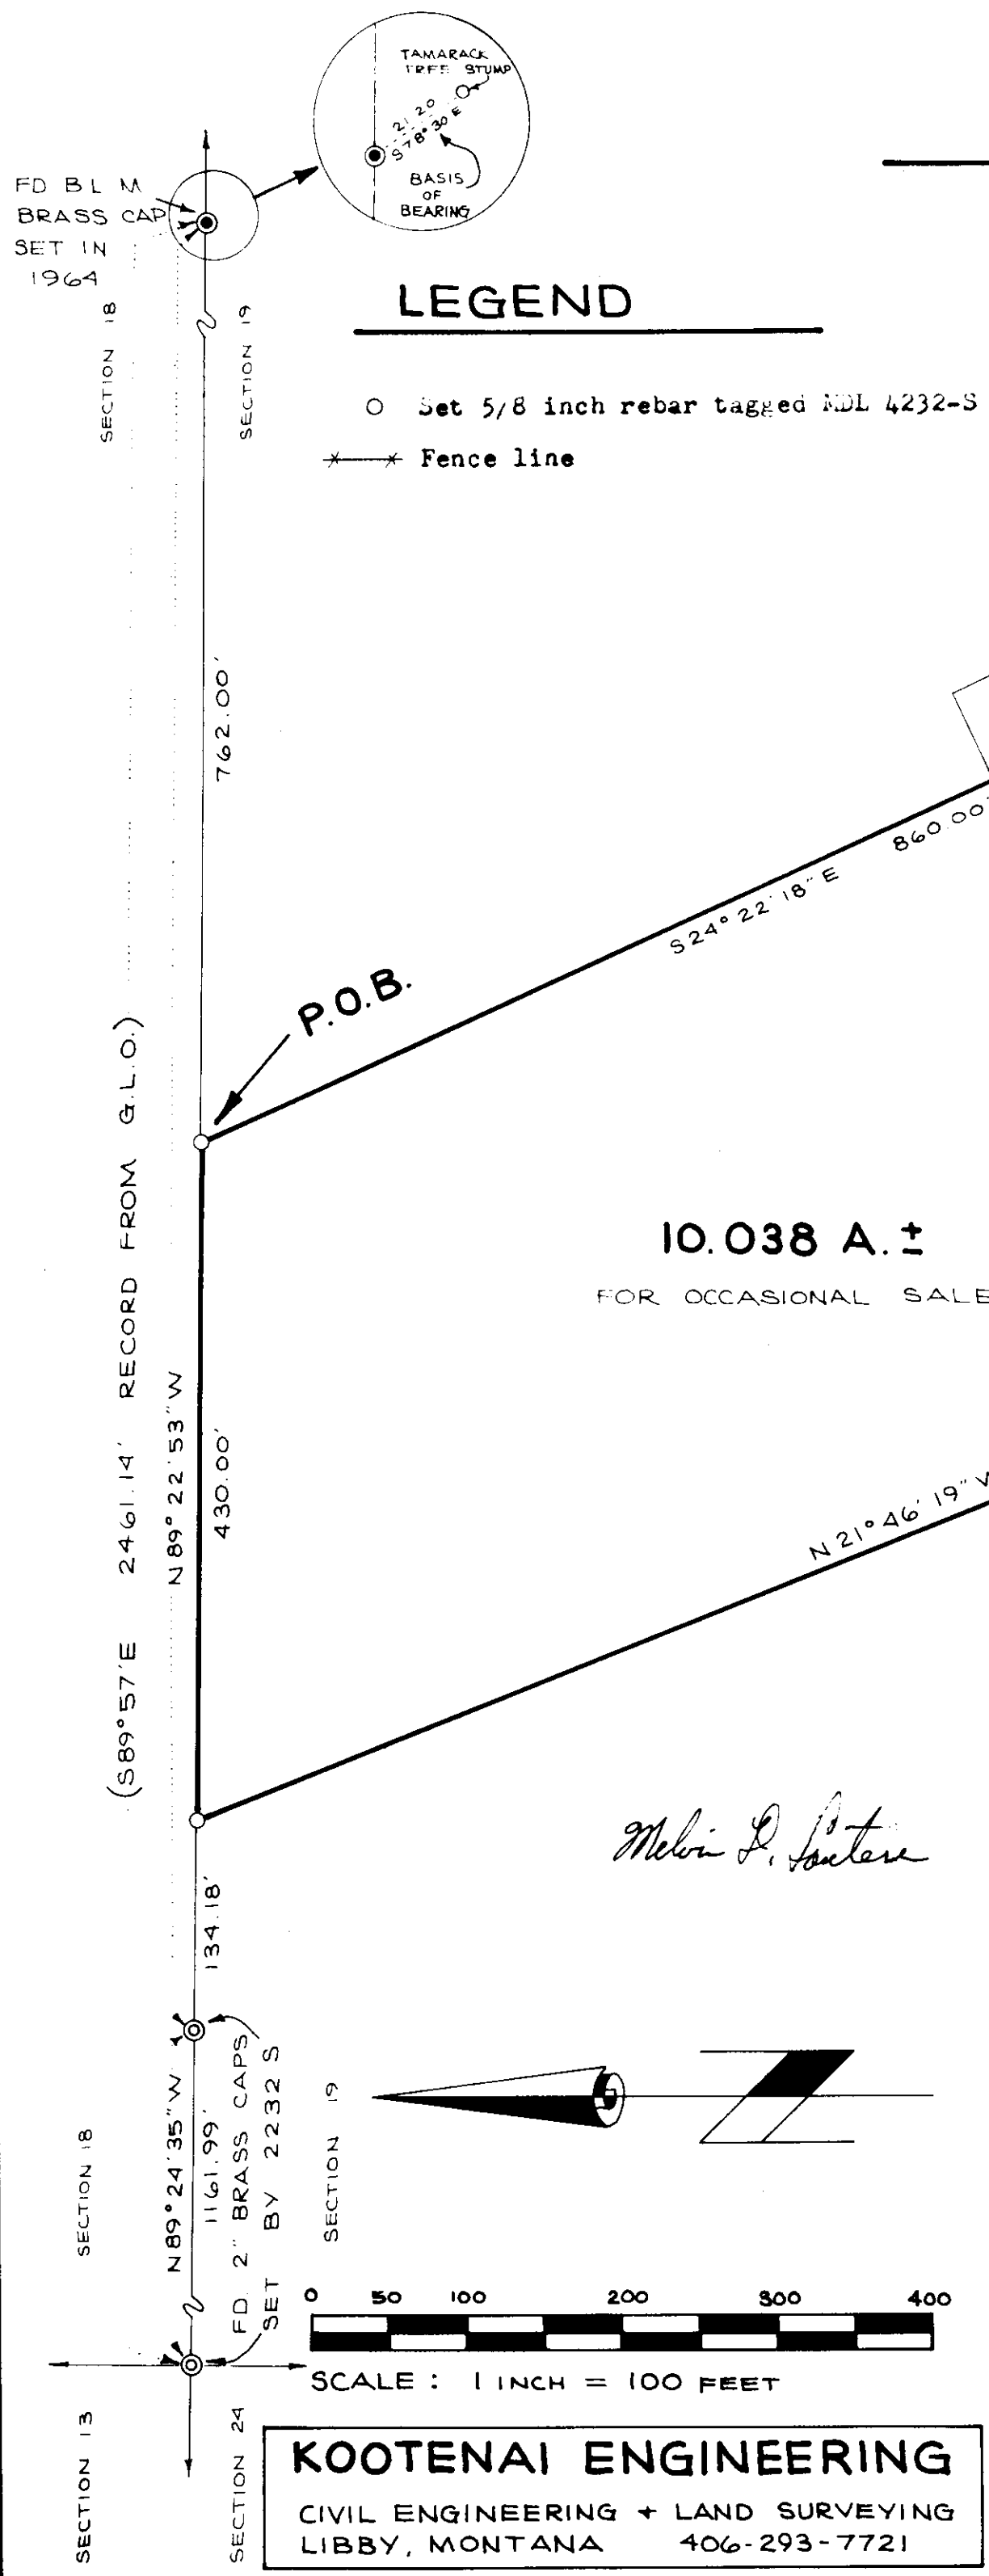 TAMARACK
TREE STUMP
21.20
S 78° 30' E
BASIS
OF
BEARING
FD BLM
BRASS CAP
SET IN
1964
SECTION 18
SECTION 19
LEGEND
Set 5/8 inch rebar tagged MDL 4232-S
Fence line
762.00'
860.00'
S24° 22' 18" E
P.O.B.
(S89°57'E 2461.14' RECORD FROM G.L.O.)
N89° 22' 53" W
430.00'
10.038 A. ±
FOR OCCASIONAL SALE
N 21° 46' 19" W
Melvin D.
134.18'
N89° 24' 35" W
1161.99'
FD. 2" BRASS CAPS
SET BY 2232 S
SECTION 18
SECTION 19
0 50 100 200 300 400
SCALE : 1 INCH = 100 FEET
SECTION 13
SECTION 24
KOOTENAI ENGINEERING
CIVIL ENGINEERING + LAND SURVEYING
LIBBY, MONTANA 406-293-7721